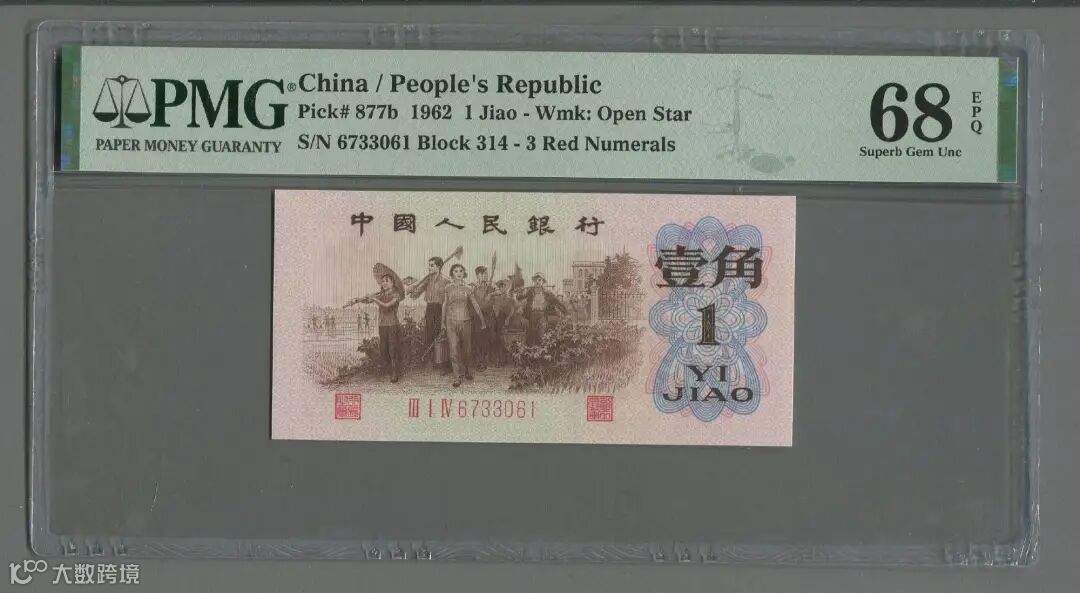 PMG®
PAPER MONEY GUARANTY
China / People's Republic
Pick# 877b 1962 1 Jiao - Wmk: Open Star
S/N 6733061 Block 314 - 3 Red Numerals
68
EPQ
Superb Gem Unc
中國人民銀行
壹角
1
YI
JIAO
Ⅲ Ⅰ Ⅳ 6733061
大数跨境